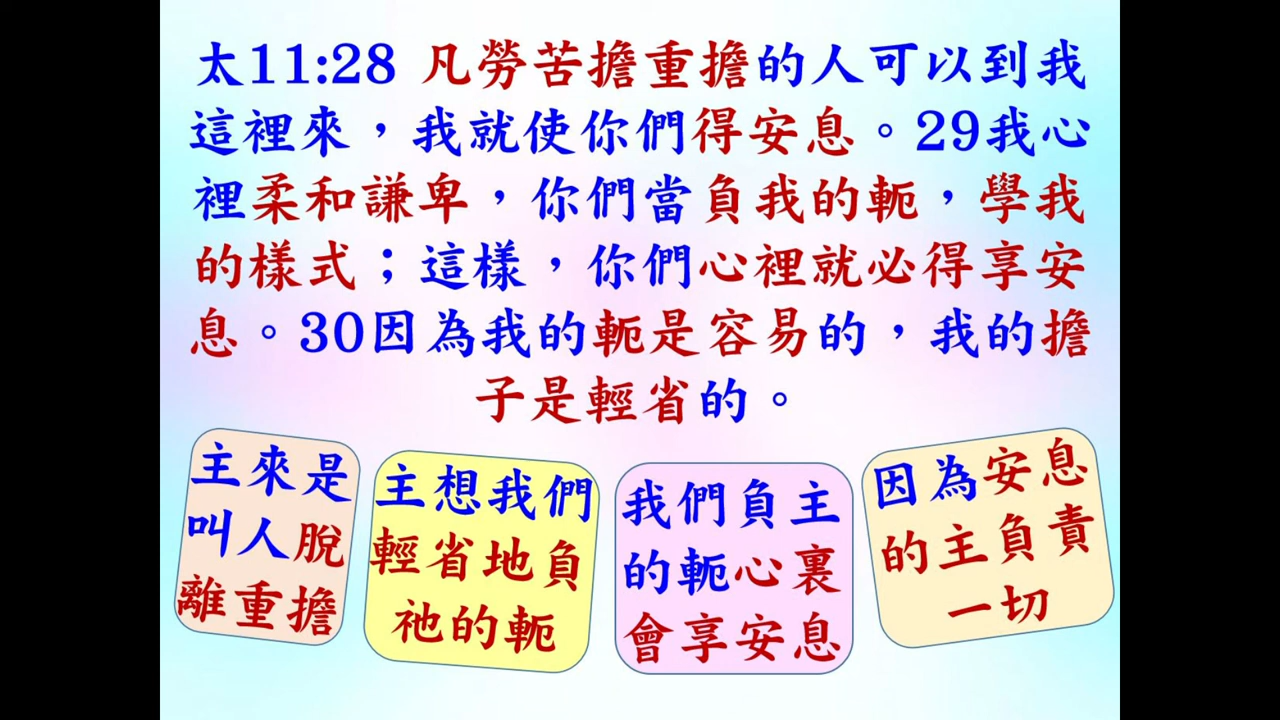 太11:28 凡勞苦擔重擔的人可以到我
這裡來，我就使你們得安息。29我心
裡柔和謙卑，你們當負我的軛，學我
的樣式；這樣，你們心裡就必得享安
息。30因為我的軛是容易的，我的擔
子是輕省的。
主來是
叫人脫
離重擔
主想我們
輕省地負
祂的軛
我們負主
的軛心裏
會享安息
因為安息
的主負責
一切